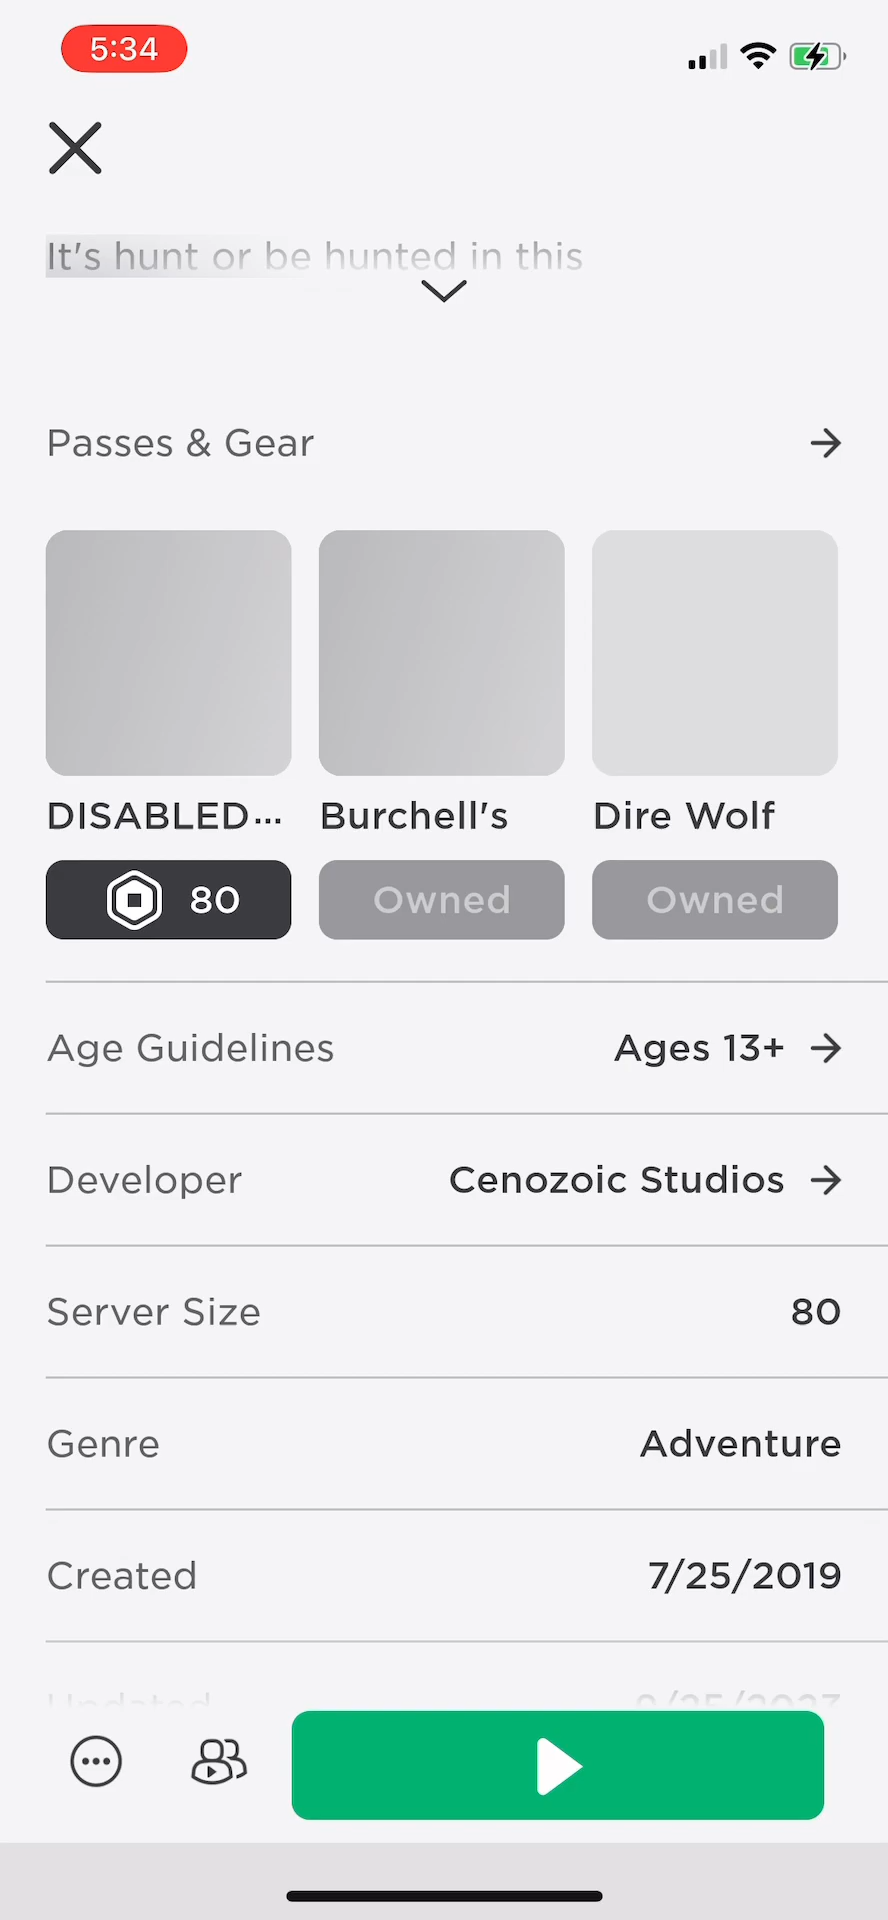 5:34
It's hunt or be hunted in this
Passes & Gear
DISABLED...
Burchell's
Dire Wolf
80
Owned
Owned
Age Guidelines
Ages 13+
Developer
Cenozoic Studios
Server Size
80
Genre
Adventure
Created
7/25/2019
Updated